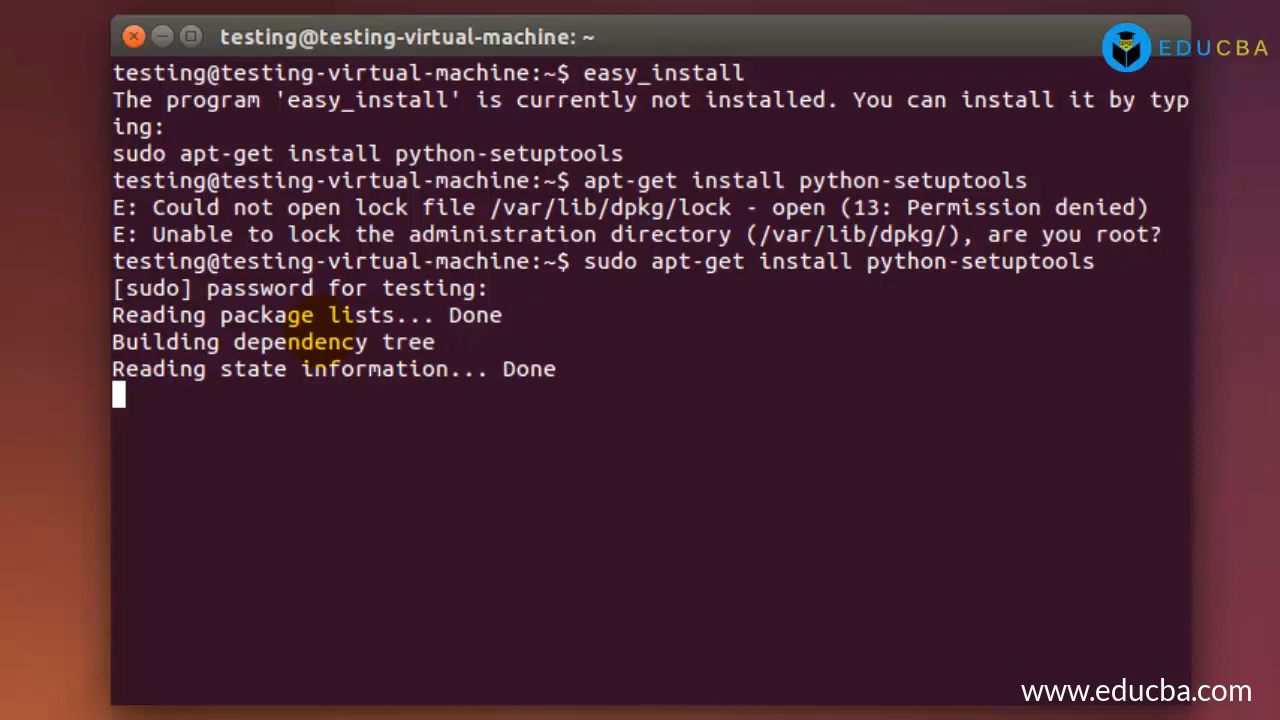 testing@testing-virtual-machine: ~
EDUCBA
testing@testing-virtual-machine:~$ easy_install
The program 'easy_install' is currently not installed. You can install it by typ
ing:
sudo apt-get install python-setuptools
testing@testing-virtual-machine:~$ apt-get install python-setuptools
E: Could not open lock file /var/lib/dpkg/lock - open (13: Permission denied)
E: Unable to lock the administration directory (/var/lib/dpkg/), are you root?
testing@testing-virtual-machine:~$ sudo apt-get install python-setuptools
[sudo] password for testing:
Reading package lists... Done
Building dependency tree
Reading state information... Done
www.educba.com